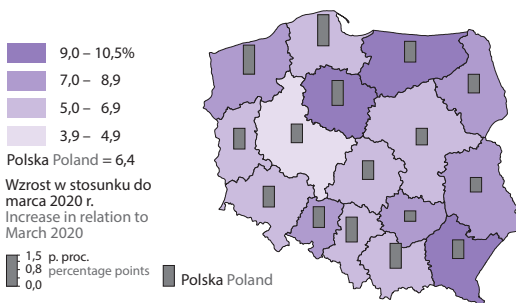 9,0 – 10,5%
7,0 – 8,9
5,0 – 6,9
3,9 – 4,9
Polska Poland = 6,4
Wzrost w stosunku do
marca 2020 r.
Increase in relation to
March 2020
1,5 p. proc.
0,8 percentage points
0,0
Polska Poland